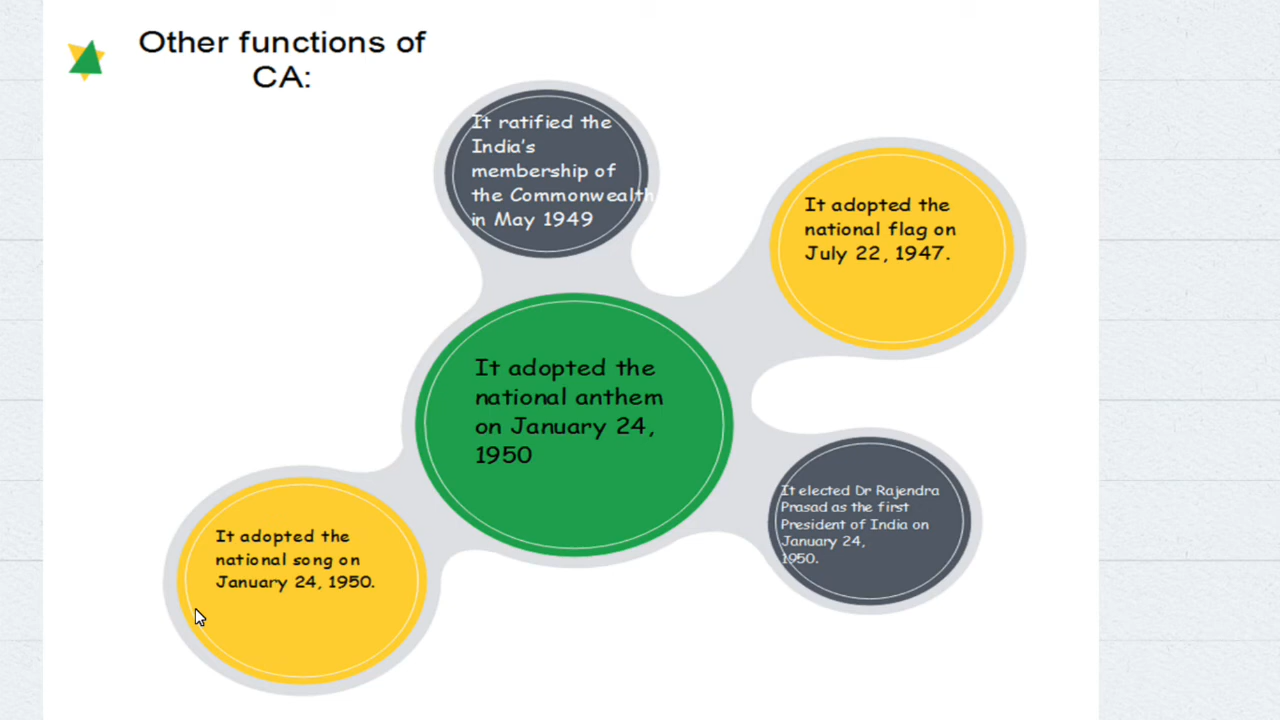 Other functions of
CA:
It ratified the
India's
membership of
the Commonwealth
in May 1949
It adopted the
national flag on
July 22, 1947.
It adopted the
national anthem
on January 24,
1950
It elected Dr Rajendra
Prasad as the first
President of India on
January 24,
1950.
It adopted the
national song on
January 24, 1950.